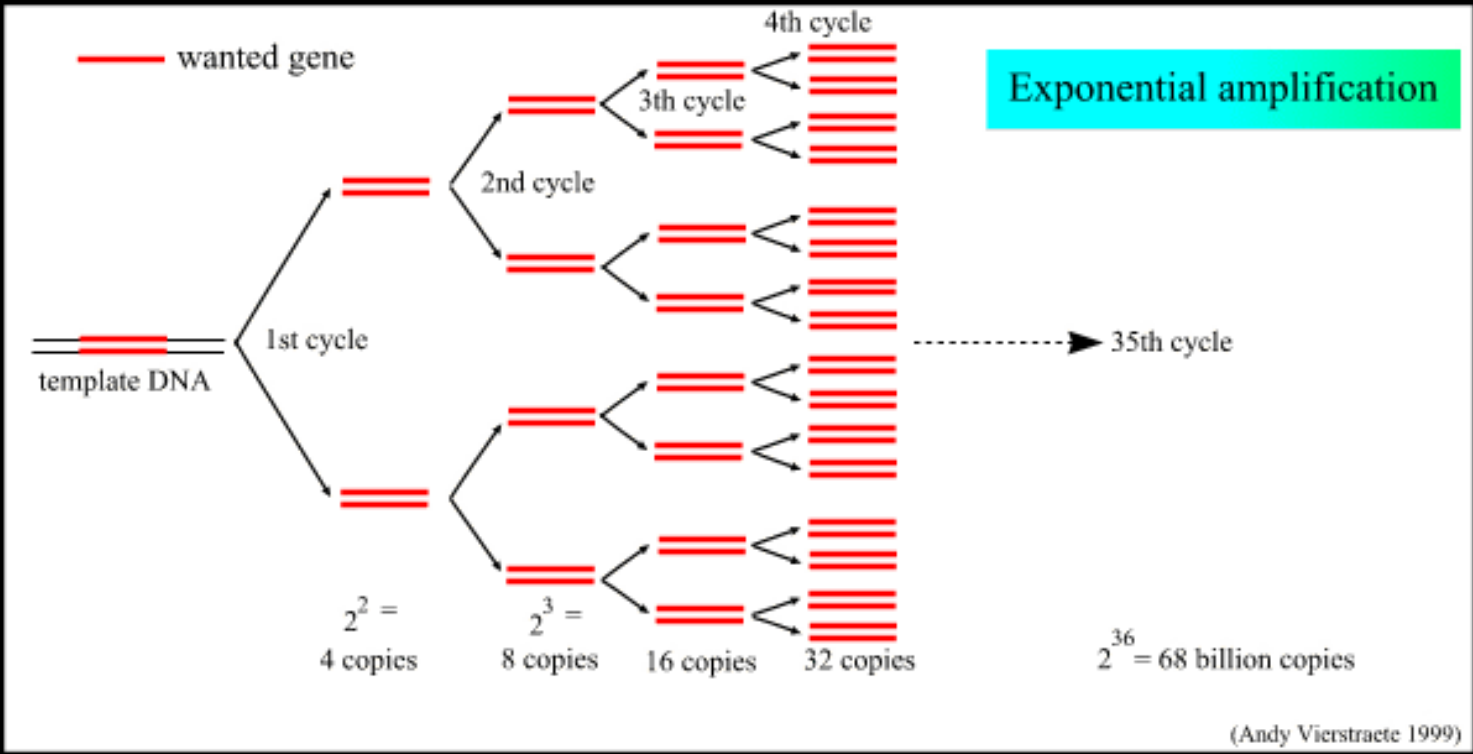 4th cycle
wanted gene
Exponential amplification
3th cycle
2nd cycle
1st cycle
35th cycle
template DNA
2^2 =
4 copies
2^3 =
8 copies
16 copies
32 copies
2^36 = 68 billion copies
(Andy Vierstraete 1999)